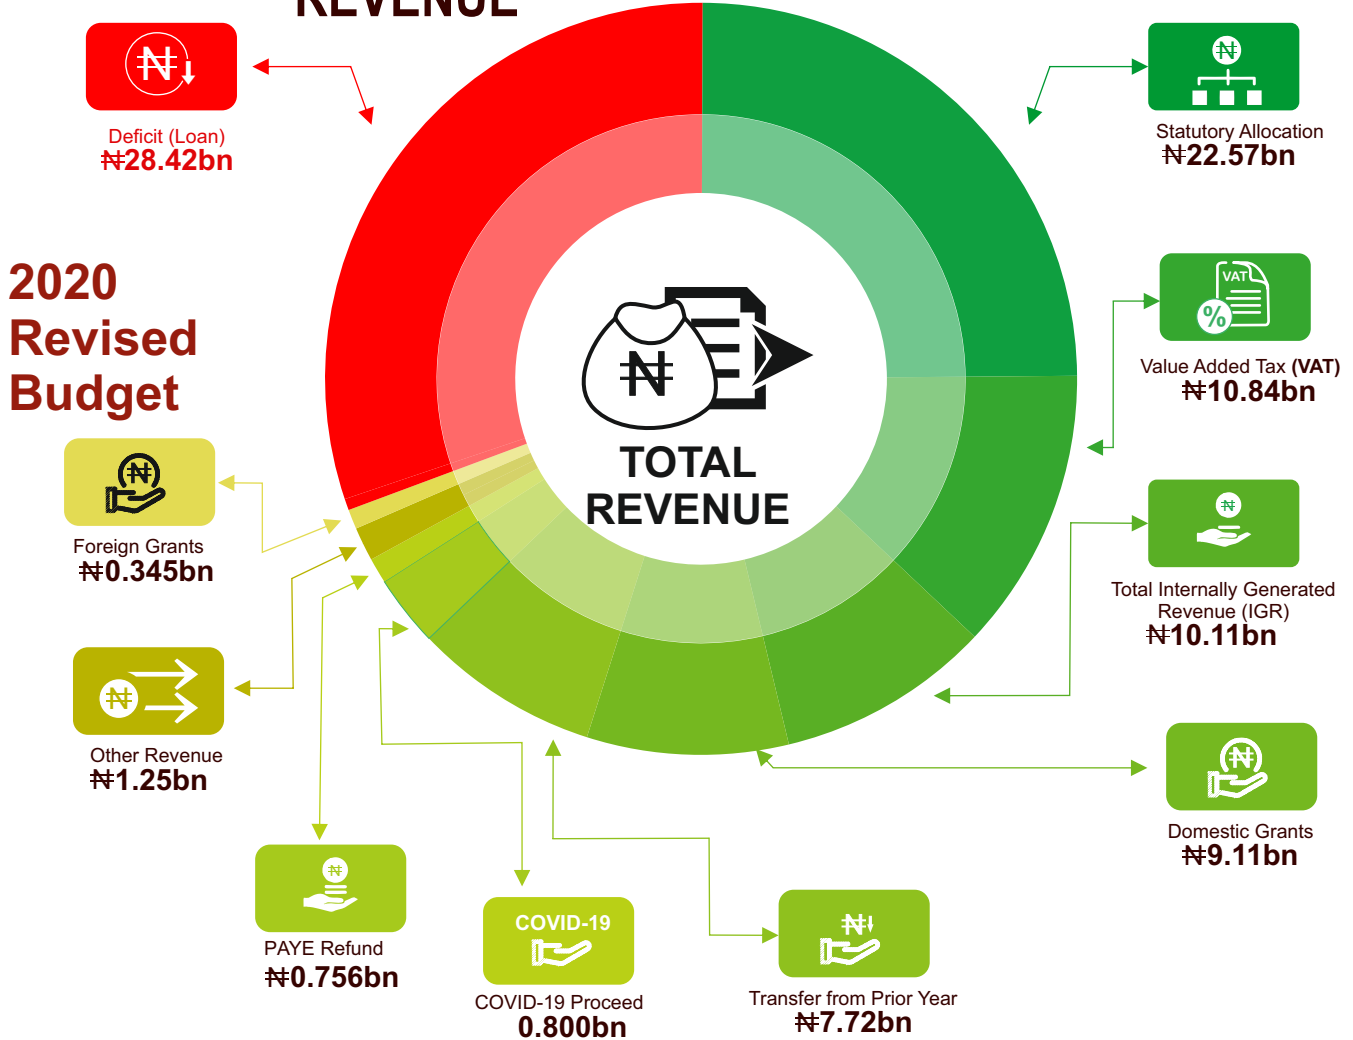 REVENUE
₦
Deficit (Loan)
₦28.42bn
₦
Statutory Allocation
₦22.57bn
2020
Revised
Budget
VAT
%
Value Added Tax (VAT)
₦10.84bn
₦
TOTAL
REVENUE
₦
Foreign Grants
₦0.345bn
₦
Total Internally Generated
Revenue (IGR)
₦10.11bn
₦
Other Revenue
₦1.25bn
₦
Domestic Grants
₦9.11bn
₦
PAYE Refund
₦0.756bn
COVID-19
COVID-19 Proceed
0.800bn
₦
Transfer from Prior Year
₦7.72bn